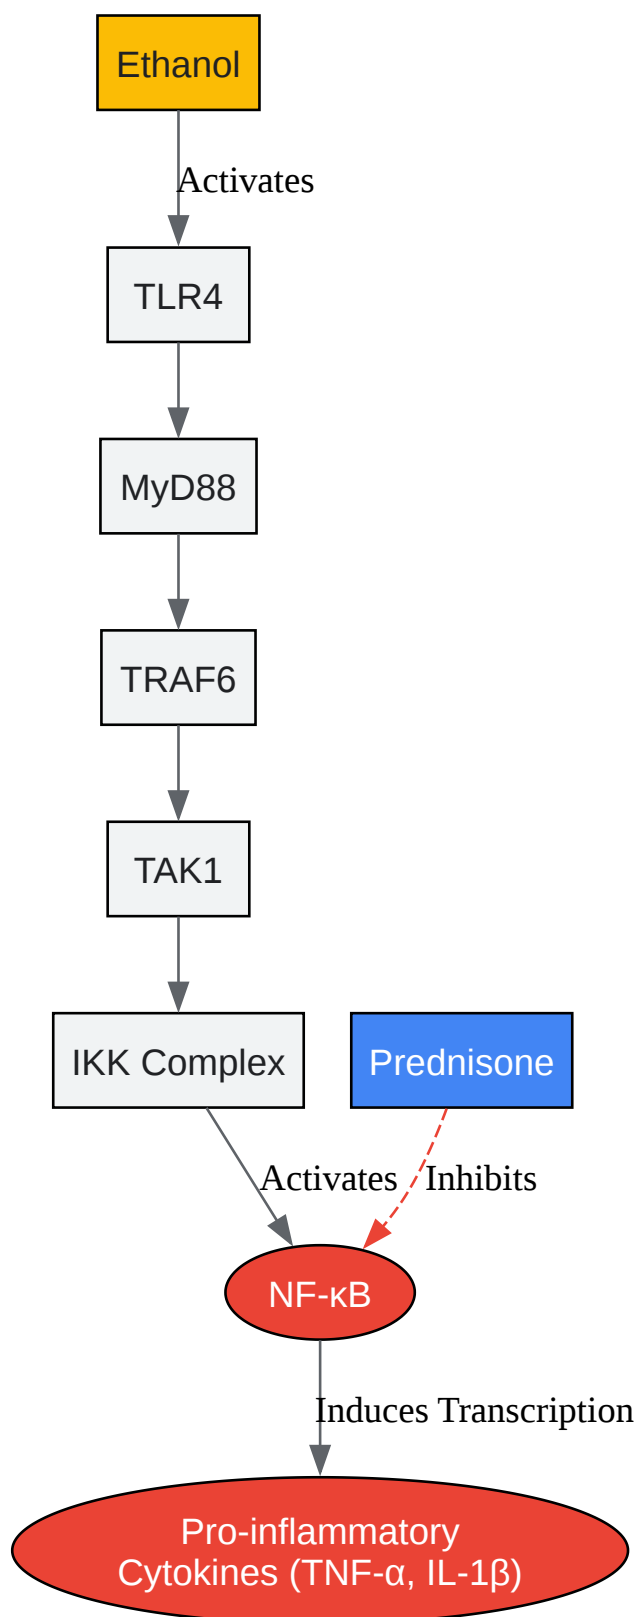 Ethanol
Activates
TLR4
MyD88
TRAF6
TAK1
IKK Complex
Prednisone
Activates
Inhibits
NF-κB
Induces Transcription
Pro-inflammatory
Cytokines (TNF-α, IL-1β)